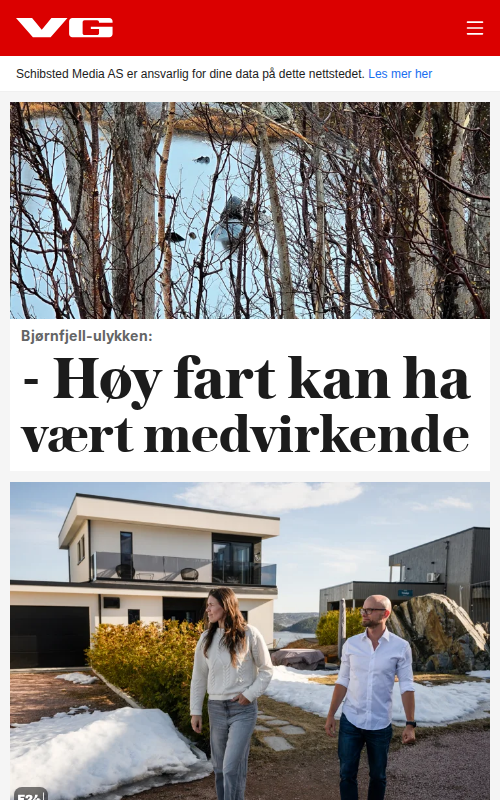 VG
Schibsted Media AS er ansvarlig for dine data på dette nettstedet. Les mer her
Bjørnfjell-ulykken:
- Høy fart kan ha
vært medvirkende
E24